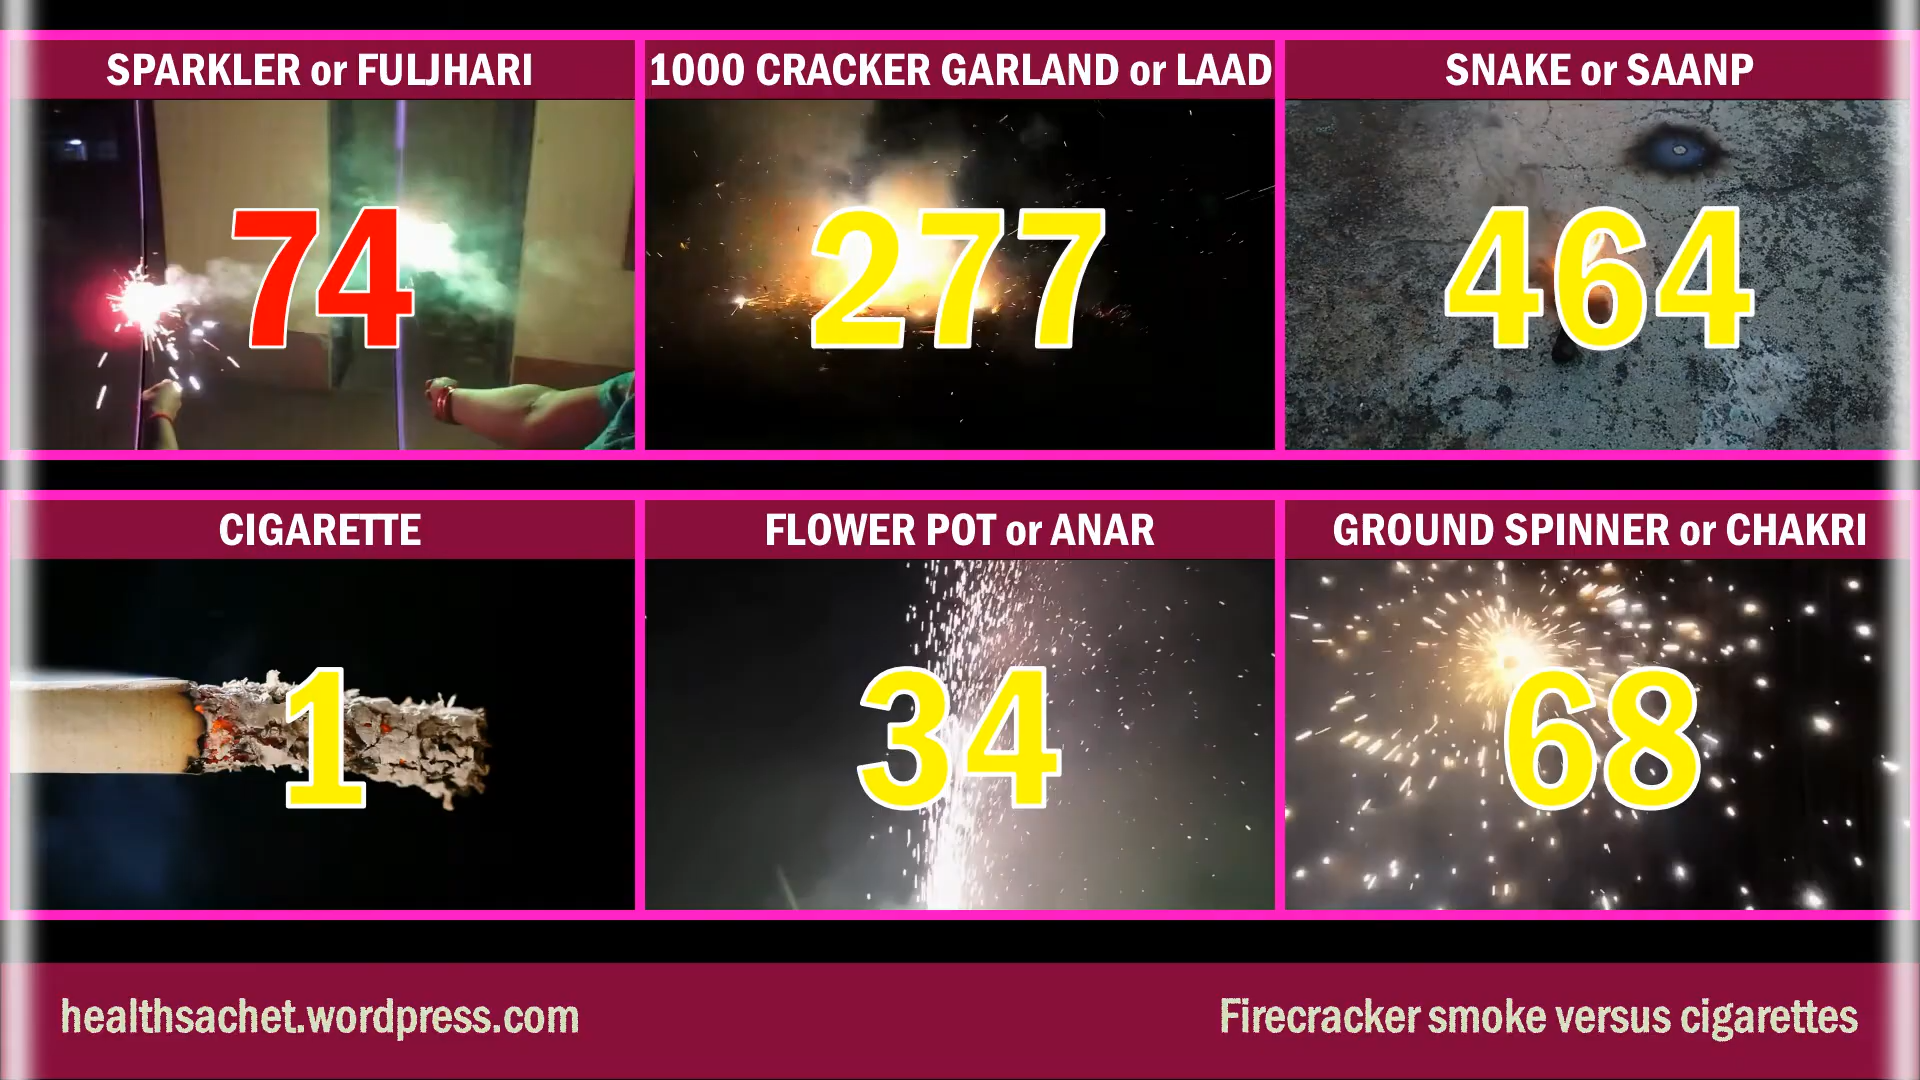 SPARKLER or FULJHARI
74
1000 CRACKER GARLAND or LAAD
277
SNAKE or SAANP
464
CIGARETTE
1
FLOWER POT or ANAR
34
GROUND SPINNER or CHAKRI
68
healthsachet.wordpress.com
Firecracker smoke versus cigarettes